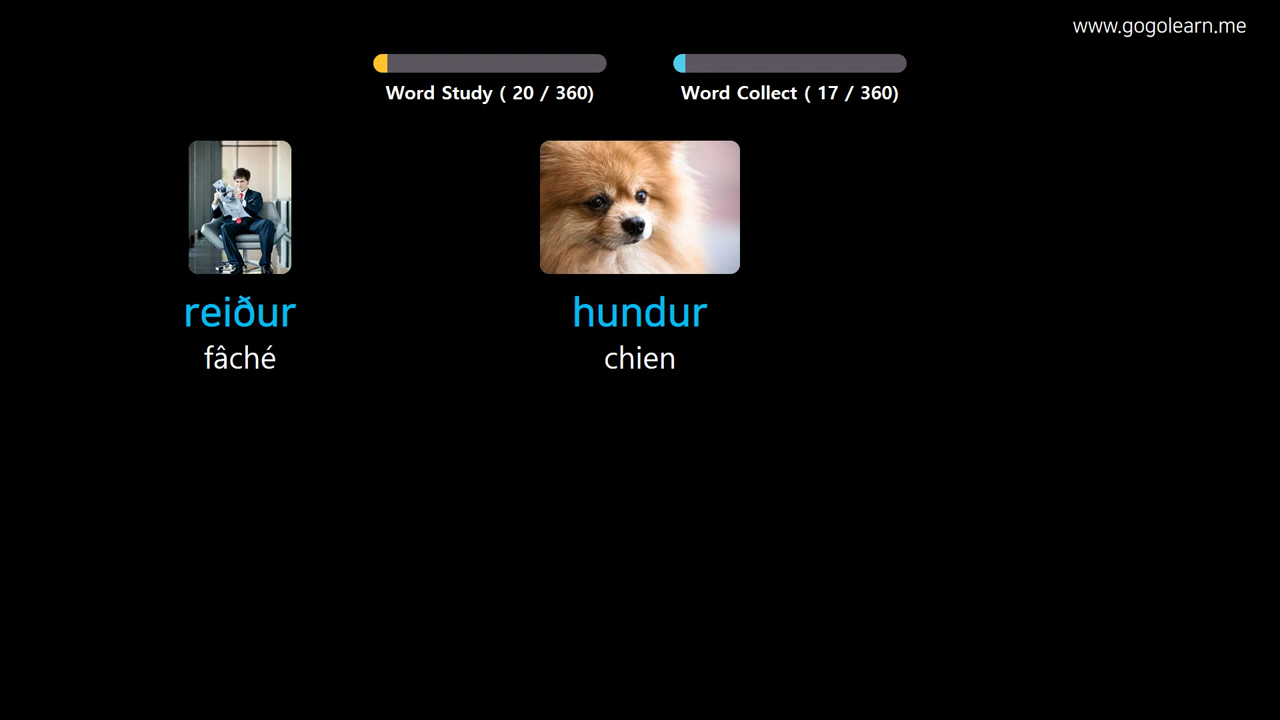 www.gogolearn.me
Word Study ( 20 / 360)
Word Collect ( 17 / 360)
reiður
hundur
fâché
chien